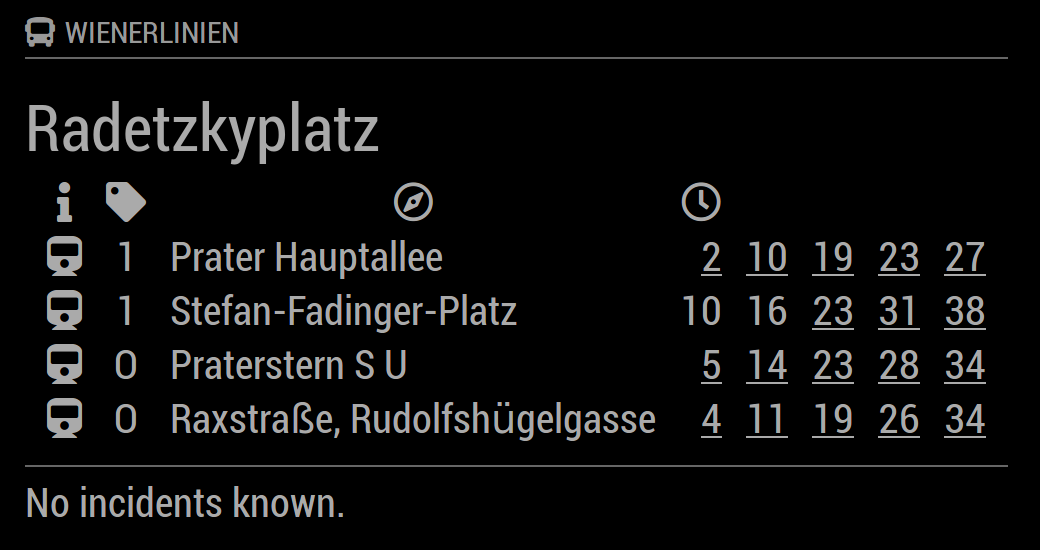 WIENERLINIEN
Radetzkyplatz
1 Prater Hauptallee 2 10 19 23 27
1 Stefan-Fadinger-Platz 10 16 23 31 38
O Praterstern S U 5 14 23 28 34
O Raxstraße, Rudolfshügelgasse 4 11 19 26 34
No incidents known.